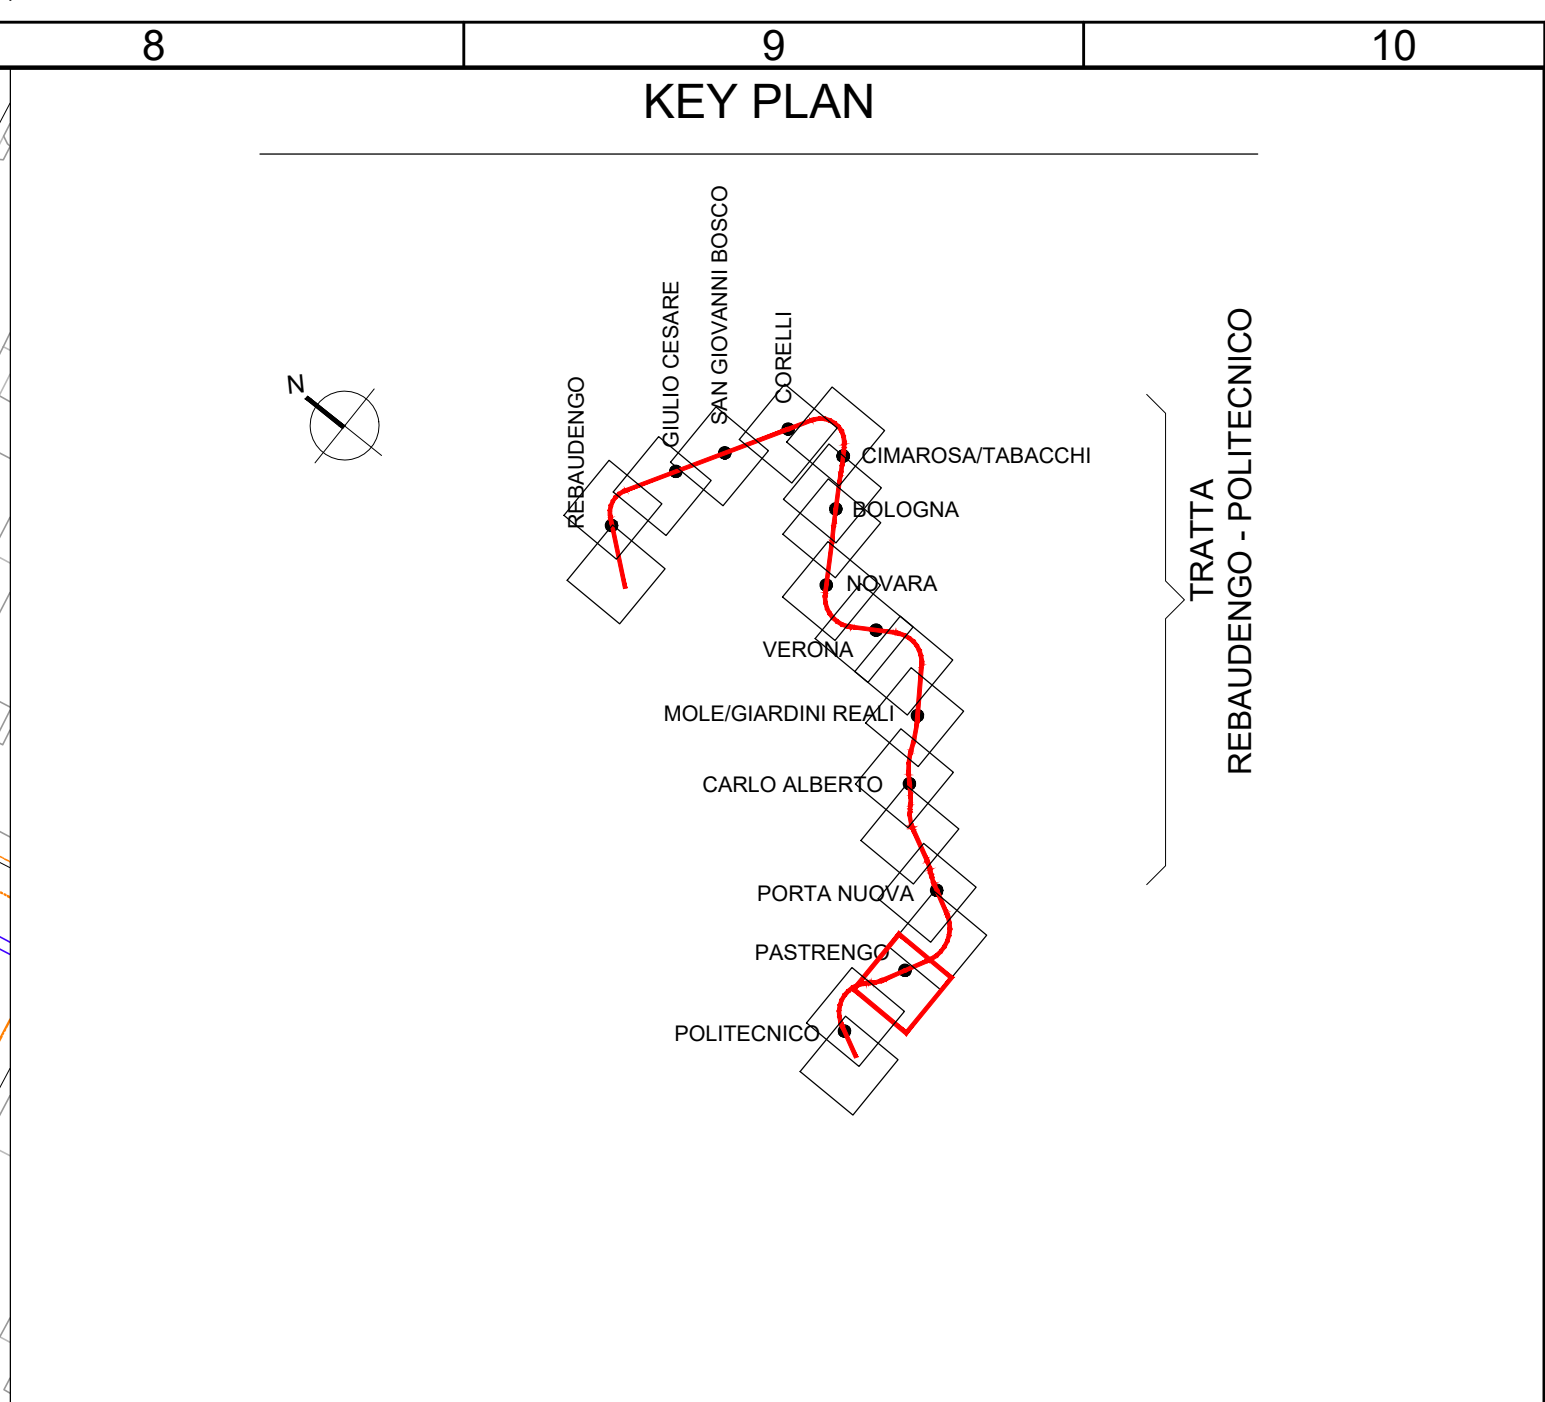 8
9
10
KEY PLAN
N
REBAUDENGO
GIULIO CESARE
SAN GIOVANNI BOSCO
CORELLI
CIMAROSA/TABACCHI
BOLOGNA
NOVARA
VERONA
MOLE/GIARDINI REALI
CARLO ALBERTO
PORTA NUOVA
PASTRENGO
POLITECNICO
TRATTA
REBAUDENGO - POLITECNICO